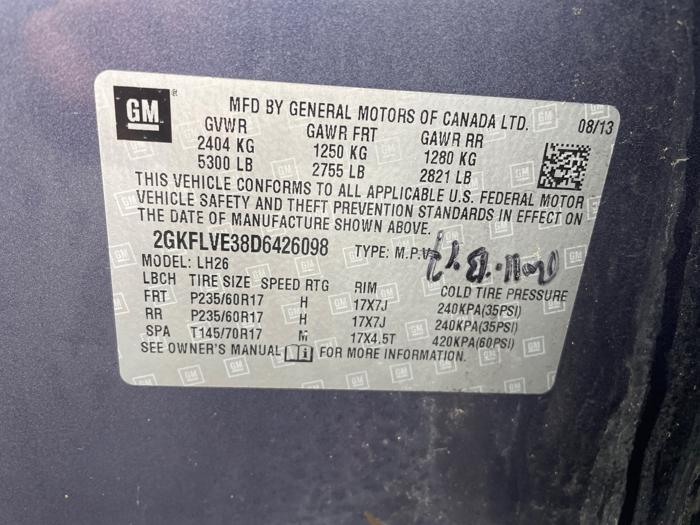 GM ®
MFD BY GENERAL MOTORS OF CANADA LTD. 08/13
GVWR GAWR FRT GAWR RR
2404 KG 1250 KG 1280 KG
5300 LB 2755 LB 2821 LB
THIS VEHICLE CONFORMS TO ALL APPLICABLE U.S. FEDERAL MOTOR
VEHICLE SAFETY AND THEFT PREVENTION STANDARDS IN EFFECT ON
THE DATE OF MANUFACTURE SHOWN ABOVE.
2GKFLVE38D6426098 TYPE: M.P.V
MODEL: LH26
LBCH TIRE SIZE SPEED RTG RIM COLD TIRE PRESSURE
FRT P235/60R17 H 17X7J 240KPA(35PSI)
RR P235/60R17 H 17X7J 240KPA(35PSI)
SPA T145/70R17 M 17X4.5T 420KPA(60PSI)
SEE OWNER'S MANUAL FOR MORE INFORMATION.